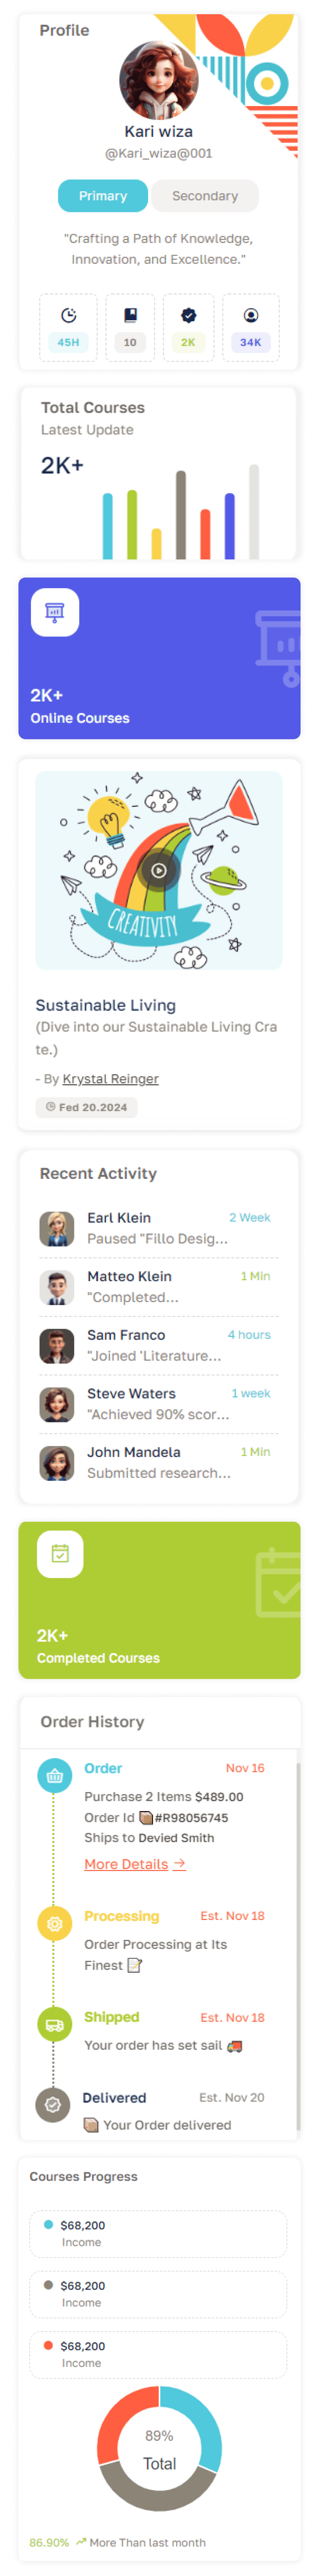 Profile
Kari wiza
@Kari_wiza@001
Primary
Secondary
"Crafting a Path of Knowledge,
Innovation, and Excellence."
45H
10
2K
34K
Total Courses
Latest Update
2K+
2K+
Online Courses
CREATIVITY
Sustainable Living
(Dive into our Sustainable Living Cra
te.)
- By Krystal Reinger
Fed 20.2024
Recent Activity
Earl Klein 2 Week
Paused "Fillo Desig...
Matteo Klein 1 Min
"Completed...
Sam Franco 4 hours
"Joined 'Literature...
Steve Waters 1 week
"Achieved 90% scor...
John Mandela 1 Min
Submitted research...
2K+
Completed Courses
Order History
Order Nov 16
Purchase 2 Items $489.00
Order Id 📦#R98056745
Ships to Devied Smith
More Details →
Processing Est. Nov 18
Order Processing at Its
Finest 📝
Shipped Est. Nov 18
Your order has set sail 🚚
Delivered Est. Nov 20
📦 Your Order delivered
Courses Progress
$68,200
Income
$68,200
Income
$68,200
Income
89%
Total
86.90% More Than last month